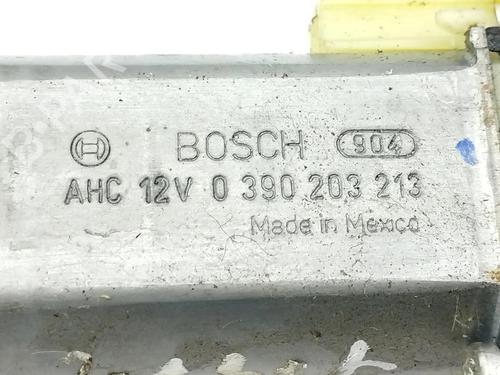 BOSCH 904
AHC 12V 0 390 203 213
Made in Mexico